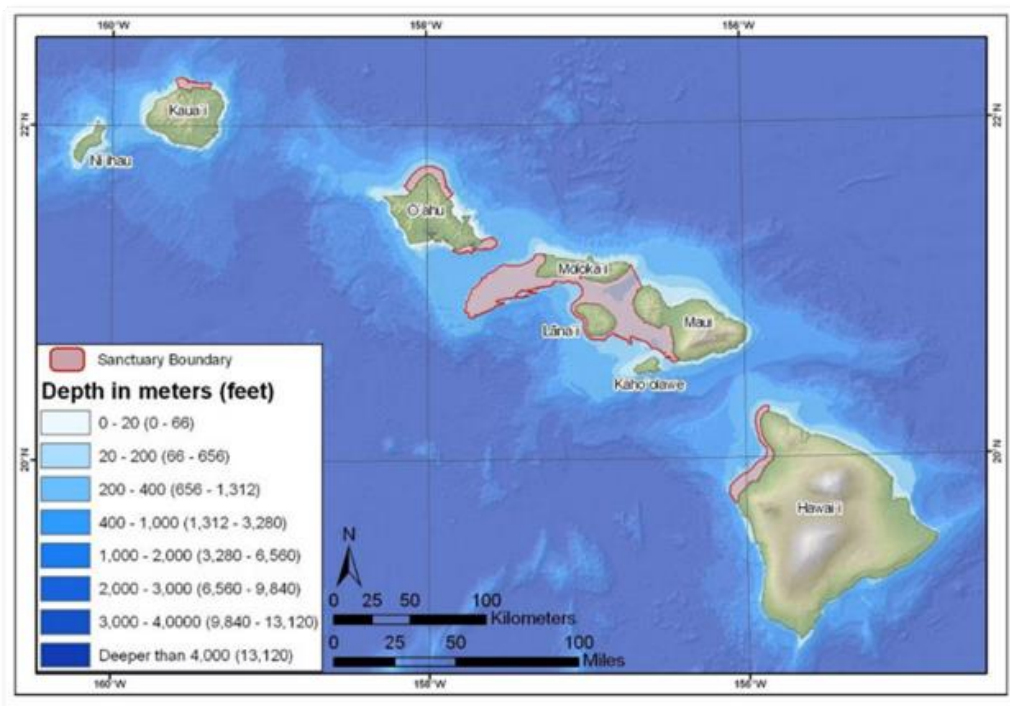 160°W 158°W 156°W
22°N 22°N
Kaua i
Ni ihau
O ahu
Moloka i
Lāna i
Maui
Kaho olawe
20°N 20°N
Hawai i
Sanctuary Boundary
Depth in meters (feet)
0 - 20 (0 - 66)
20 - 200 (66 - 656)
200 - 400 (656 - 1,312)
400 - 1,000 (1,312 - 3,280)
1,000 - 2,000 (3,280 - 6,560)
2,000 - 3,000 (6,560 - 9,840)
3,000 - 4,0000 (9,840 - 13,120)
Deeper than 4,000 (13,120)
N
0 25 50 100
Kilometers
0 25 50 100
Miles
160°W 158°W 156°W